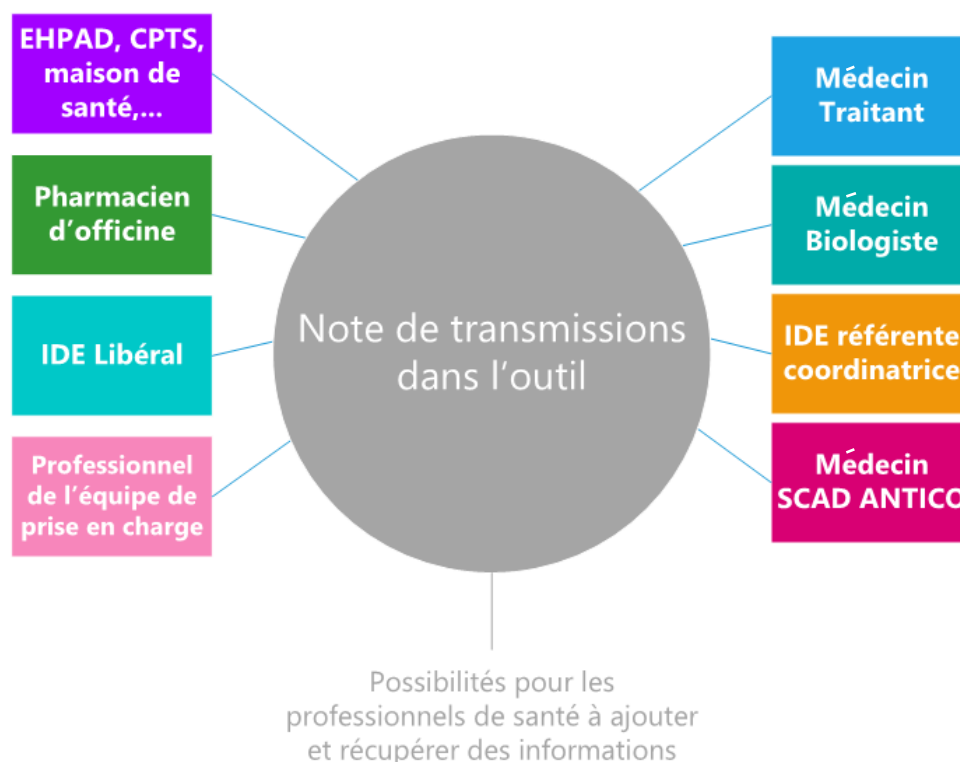 EHPAD, CPTS,
maison de
santé,...
Pharmacien
d'officine
IDE Libéral
Professionnel
de l'équipe de
prise en charge
Note de transmissions
dans l'outil
Médecin
Traitant
Médecin
Biologiste
IDE référente
coordinatrice
Médecin
SCAD ANTICO
Possibilités pour les
professionnels de santé à ajouter
et récupérer des informations